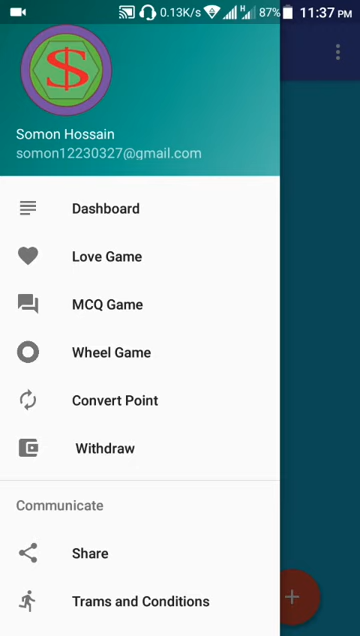 0.13K/s H 87% 11:37 PM
$
Somon Hossain
somon12230327@gmail.com
Dashboard
Love Game
MCQ Game
Wheel Game
Convert Point
Withdraw
Communicate
Share
Trams and Conditions